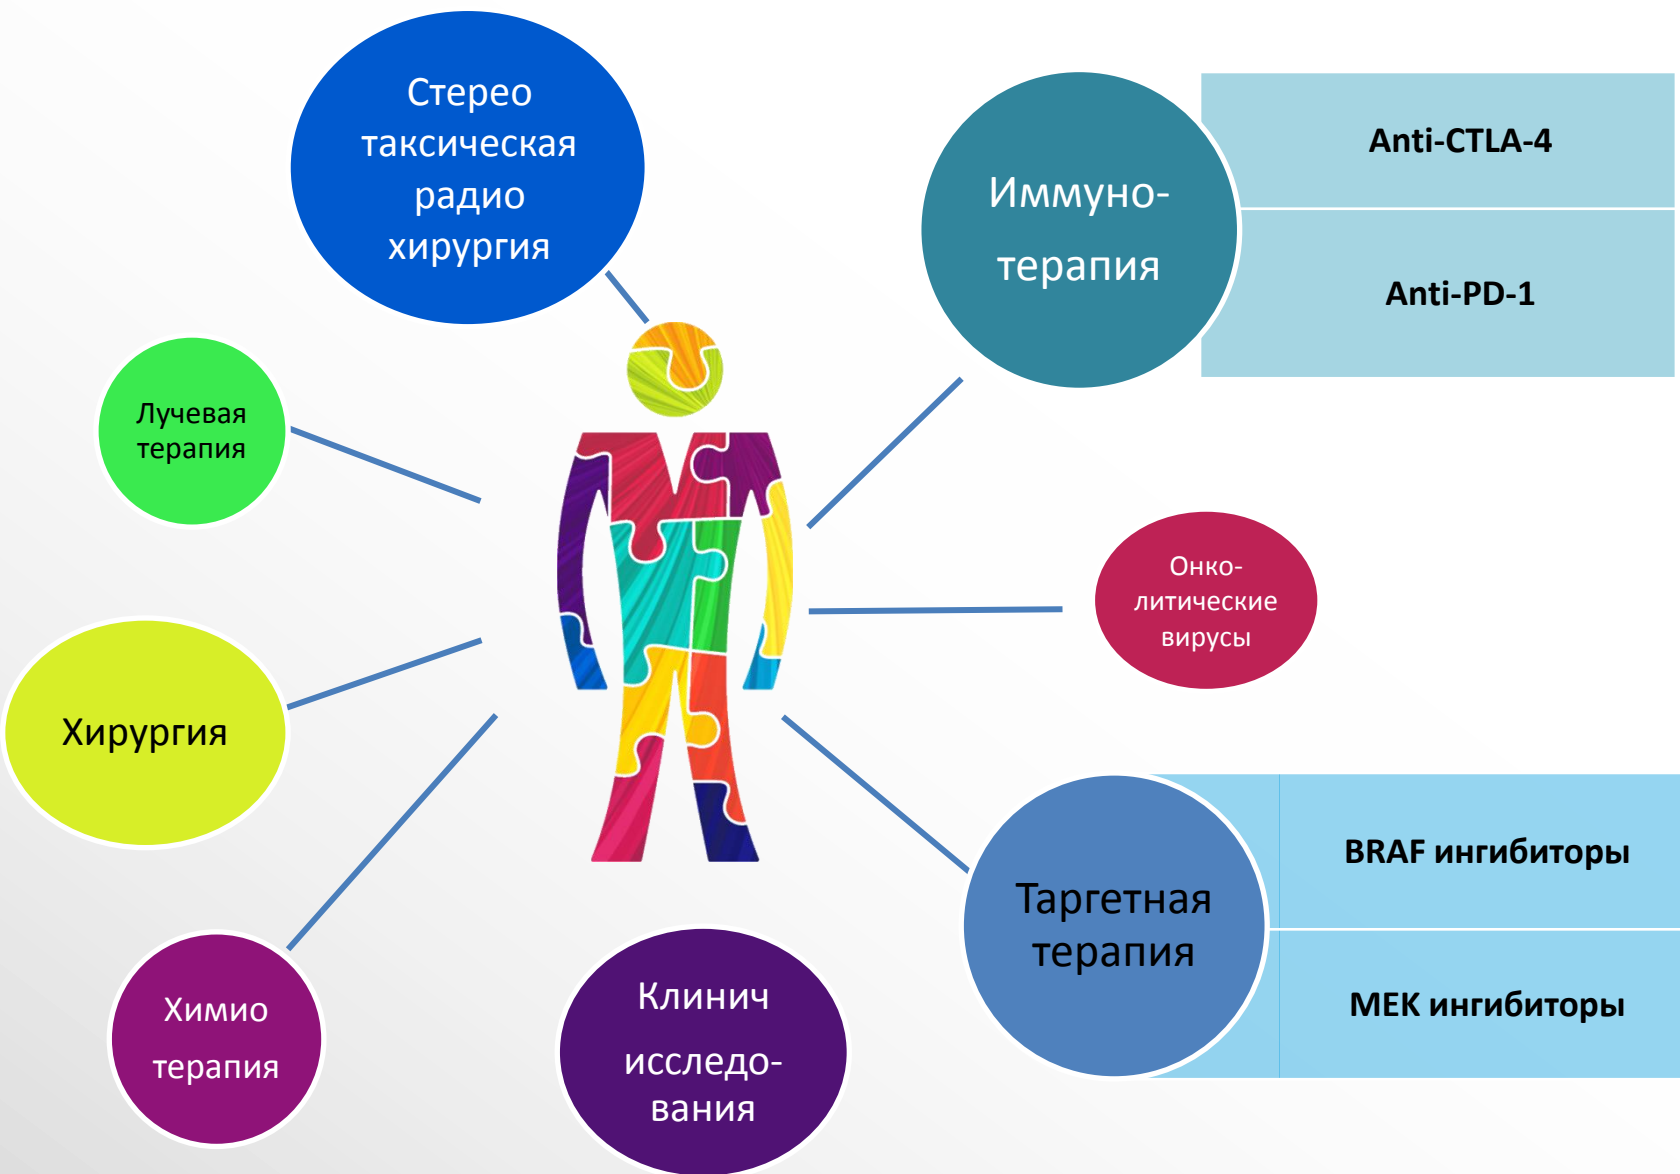 Стерео
таксическая
радио
хирургия
Иммуно-
терапия
Anti-CTLA-4
Anti-PD-1
Лучевая
терапия
Онко-
литические
вирусы
Хирургия
Таргетная
терапия
BRAF ингибиторы
MEK ингибиторы
Химио
терапия
Клинич
исследо-
вания